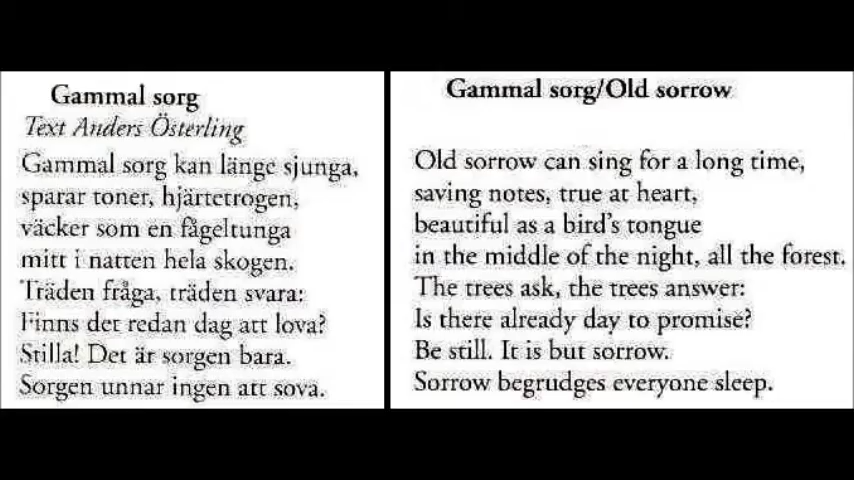 Gammal sorg
Text Anders Österling
Gammal sorg kan länge sjunga,
sparar toner, hjärtetrogen,
väcker som en fågeltunga
mitt i natten hela skogen.
Träden fråga, träden svara:
Finns det redan dag att lova?
Stilla! Det är sorgen bara.
Sorgen unnar ingen att sova.
Gammal sorg/Old sorrow
Old sorrow can sing for a long time,
saving notes, true at heart,
beautiful as a bird's tongue
in the middle of the night, all the forest.
The trees ask, the trees answer:
Is there already day to promise?
Be still. It is but sorrow.
Sorrow begrudges everyone sleep.